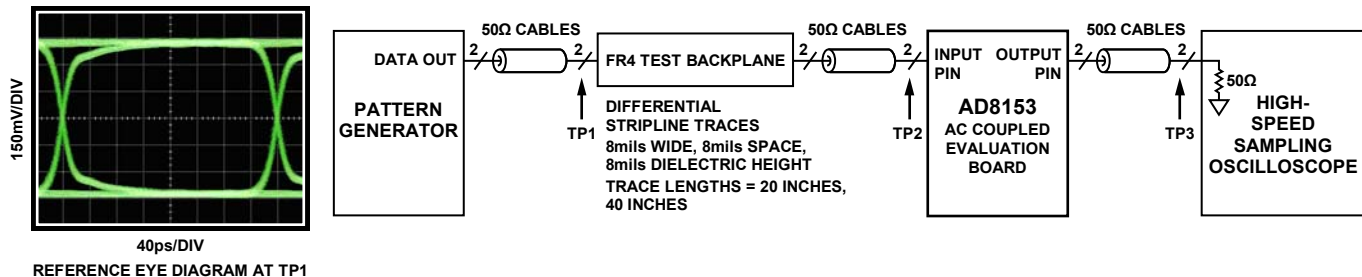 150mV/DIV
40ps/DIV
REFERENCE EYE DIAGRAM AT TP1
PATTERN
GENERATOR
DATA OUT
2
50Ω CABLES
2
TP1
FR4 TEST BACKPLANE
DIFFERENTIAL
STRIPLINE TRACES
8mils WIDE, 8mils SPACE,
8mils DIELECTRIC HEIGHT
TRACE LENGTHS = 20 INCHES,
40 INCHES
2
50Ω CABLES
2
TP2
INPUT
PIN
OUTPUT
PIN
AD8153
AC COUPLED
EVALUATION
BOARD
2
50Ω CABLES
2
TP3
50Ω
HIGH-
SPEED
SAMPLING
OSCILLOSCOPE